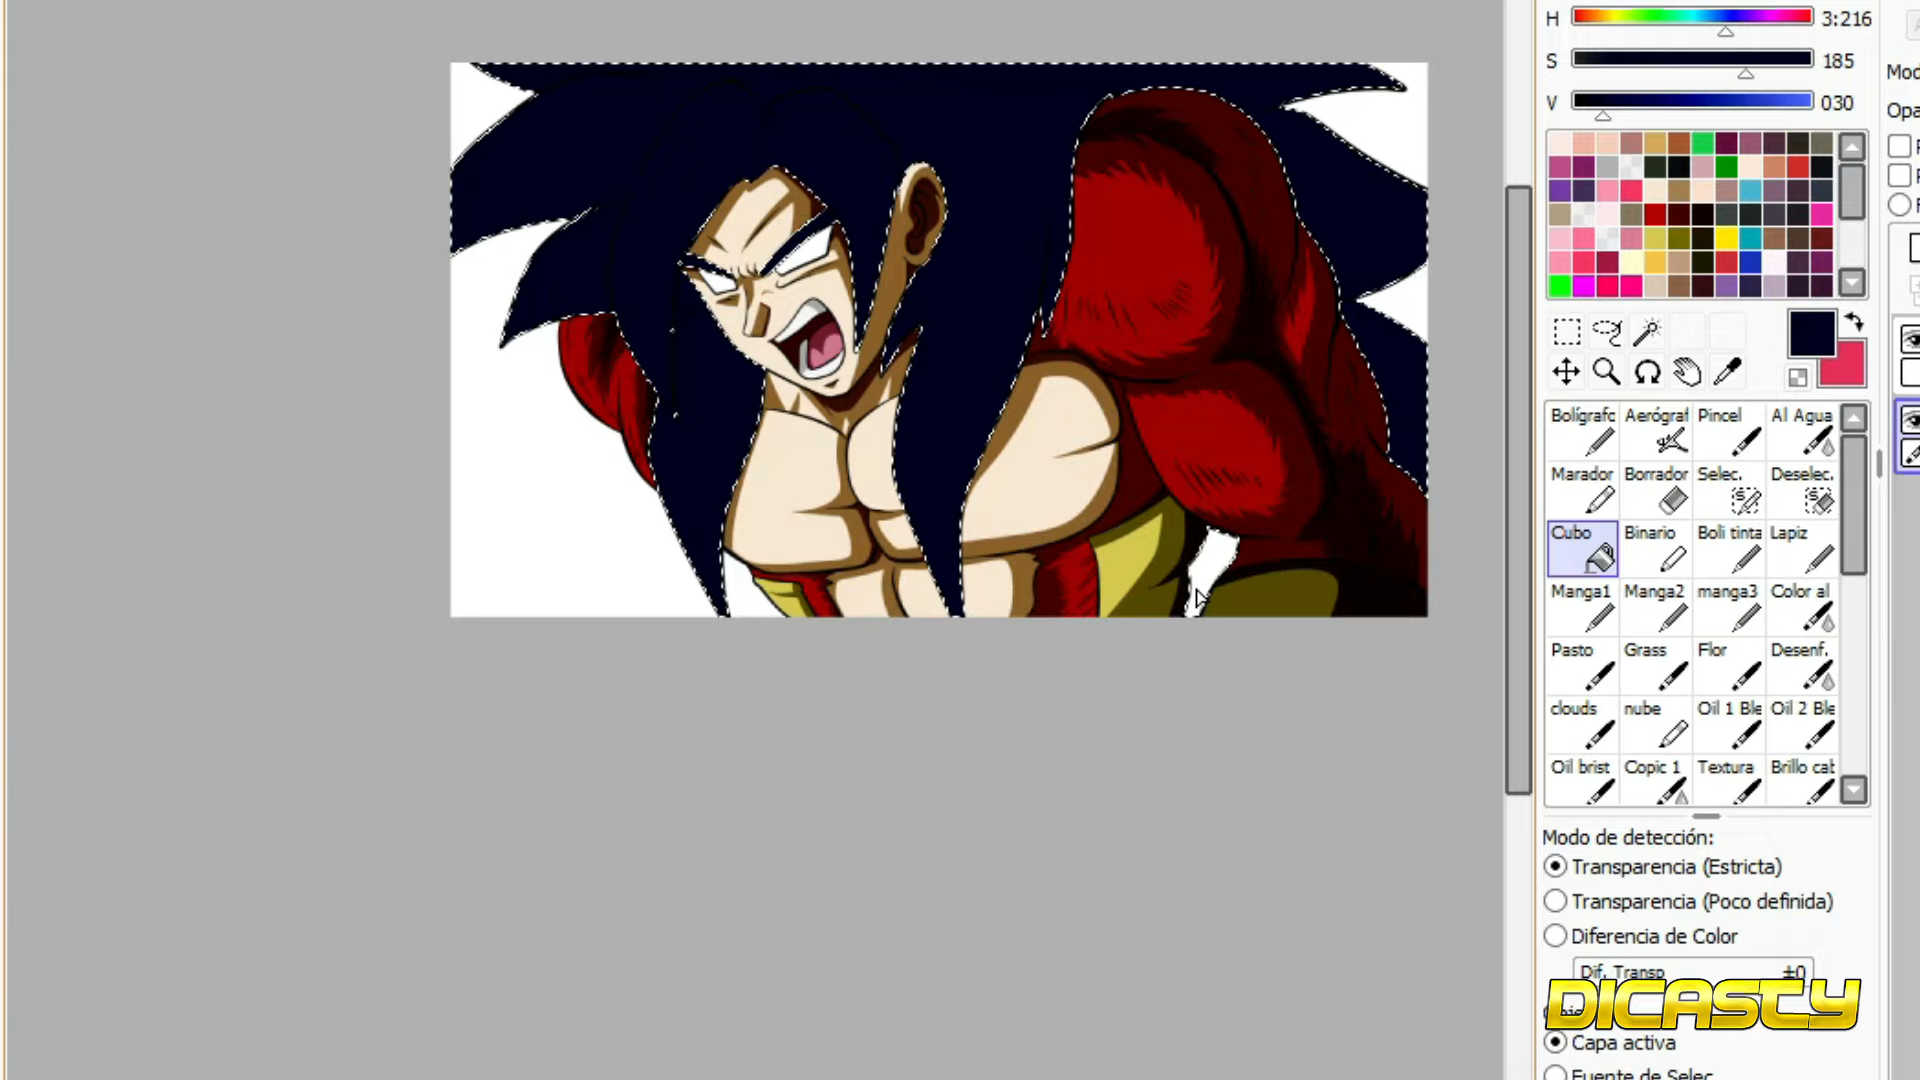 H 3:216
Mod
S 185
V 030
Opa
Bolígrafc Aerógraf Pincel Al Agua
Marador Borrador Selec. Deselec.
Cubo Binario Boli tinta Lapiz
Manga1 Manga2 manga3 Color al
Pasto Grass Flor Desenf.
clouds nube Oil 1 Ble Oil 2 Ble
Oil brist Copic 1 Textura Brillo cab
Modo de detección:
Transparencia (Estricta)
Transparencia (Poco definida)
Diferencia de Color
Dif. Transp ±0
DICASTY
Capa activa
Fuente de Selec